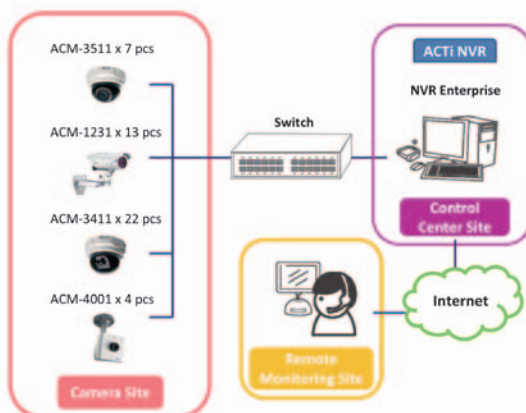 ACM-3511 x 7 pcs
ACM-1231 x 13 pcs
ACM-3411 x 22 pcs
ACM-4001 x 4 pcs
Camera Site
Switch
ACTi NVR
NVR Enterprise
Control
Center Site
Internet
Remote
Monitoring Site